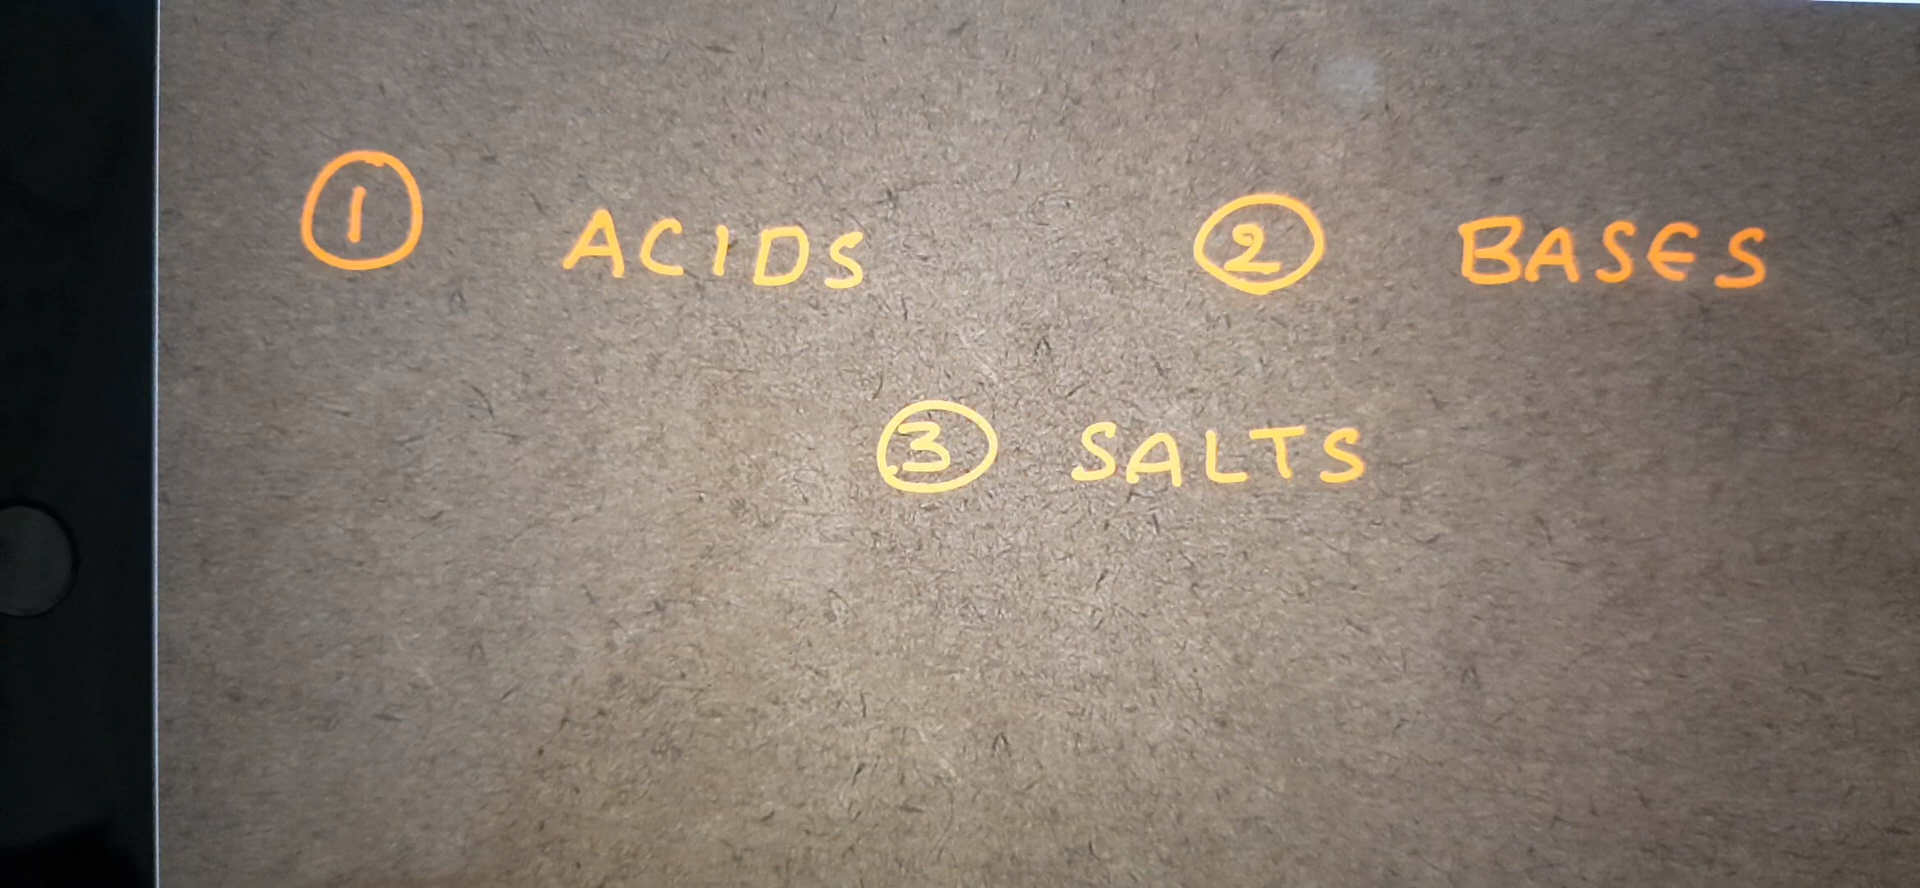 ① ACIDS ② BASES
③ SALTS